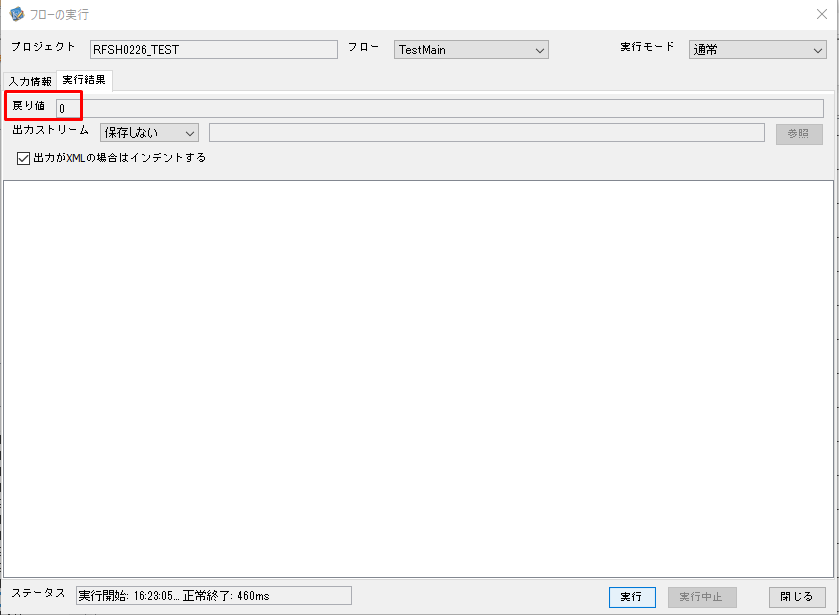 フローの実行
プロジェクト RFSH0226_TEST フロー TestMain 実行モード 通常
入力情報 実行結果
戻り値 0
出力ストリーム 保存しない 参照
出力がXMLの場合はインデントする
ステータス 実行開始: 16:23:05... 正常終了: 460ms 実行 実行中止 閉じる